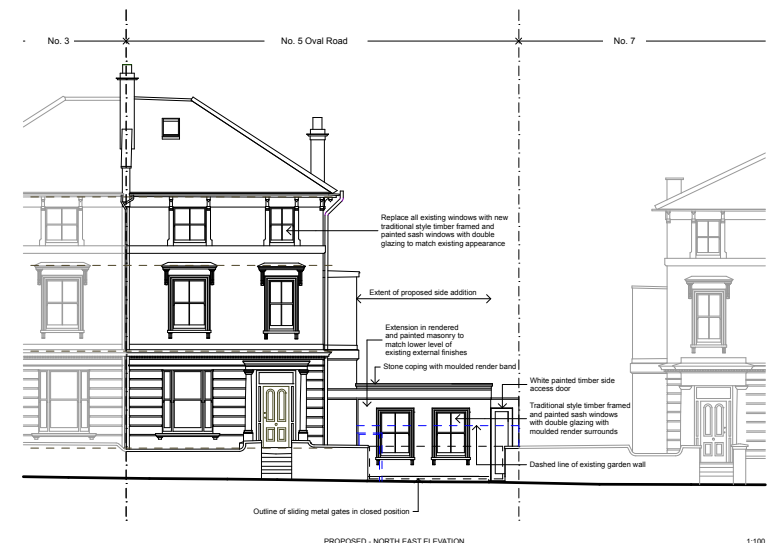 No. 3
No. 5 Oval Road
No. 7
Replace all existing windows with new
traditional style timber framed and
painted sash windows with double
glazing to match existing appearance
Extent of proposed side addition
Extension in rendered
and painted masonry to
match lower level of
existing external finishes
Stone coping with moulded render band
White painted timber side
access door
Traditional style timber framed
and painted sash windows
with double glazing with
moulded render surrounds
Dashed line of existing garden wall
Outline of sliding metal gates in closed position
PROPOSED - NORTH EAST ELEVATION
1:100